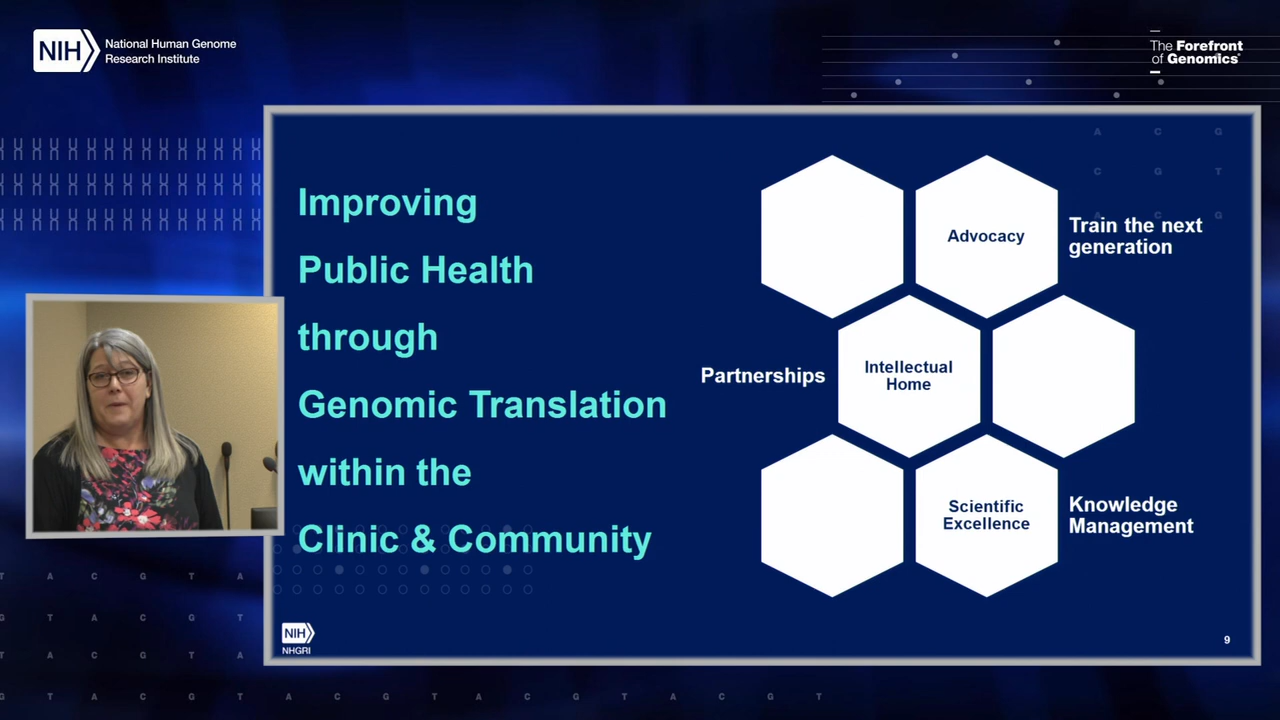 NIH
National Human Genome
Research Institute
The Forefront
of Genomics®
A C G
C G T
A C G
Improving
Public Health
through
Genomic Translation
within the
Clinic & Community
Advocacy
Train the next
generation
Partnerships
Intellectual
Home
Scientific
Excellence
Knowledge
Management
NIH
NHGRI
9
T A C G T A
G T A C G T
T A C G T A
G T A C G T A C G T A C G T A C G T